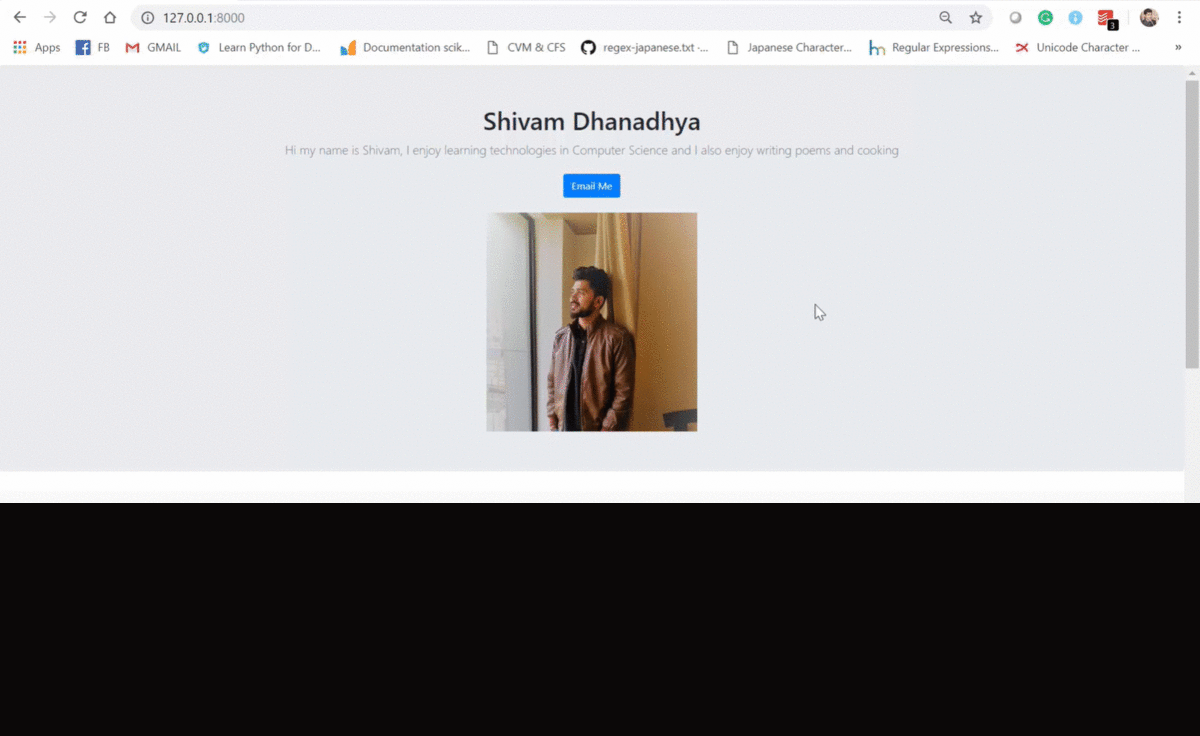 127.0.0.1:8000
Apps FB GMAIL Learn Python for D... Documentation scik... CVM & CFS regex-japanese.txt ·... Japanese Character... Regular Expressions... Unicode Character ... »
3
Shivam Dhanadhya
Hi my name is Shivam, I enjoy learning technologies in Computer Science and I also enjoy writing poems and cooking
Email Me